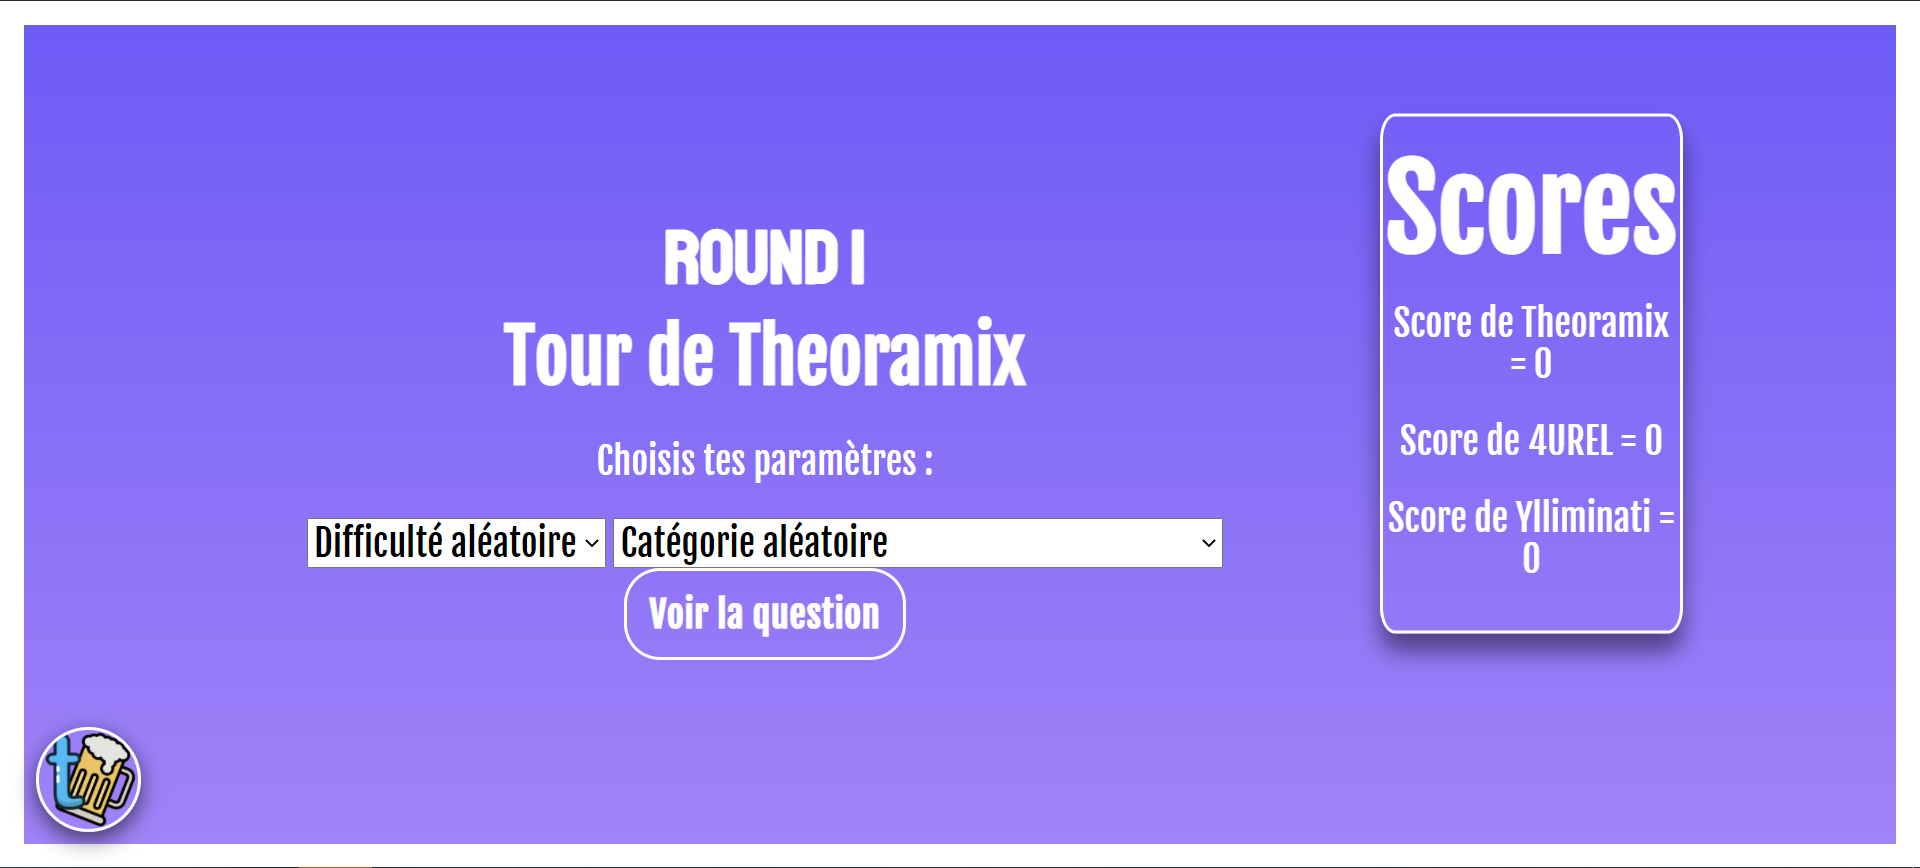 ROUND 1
Tour de Theoramix
Choisis tes paramètres :
Difficulté aléatoire
Catégorie aléatoire
Voir la question
Scores
Score de Theoramix
= 0
Score de 4UREL = 0
Score de Ylliminati =
0
t